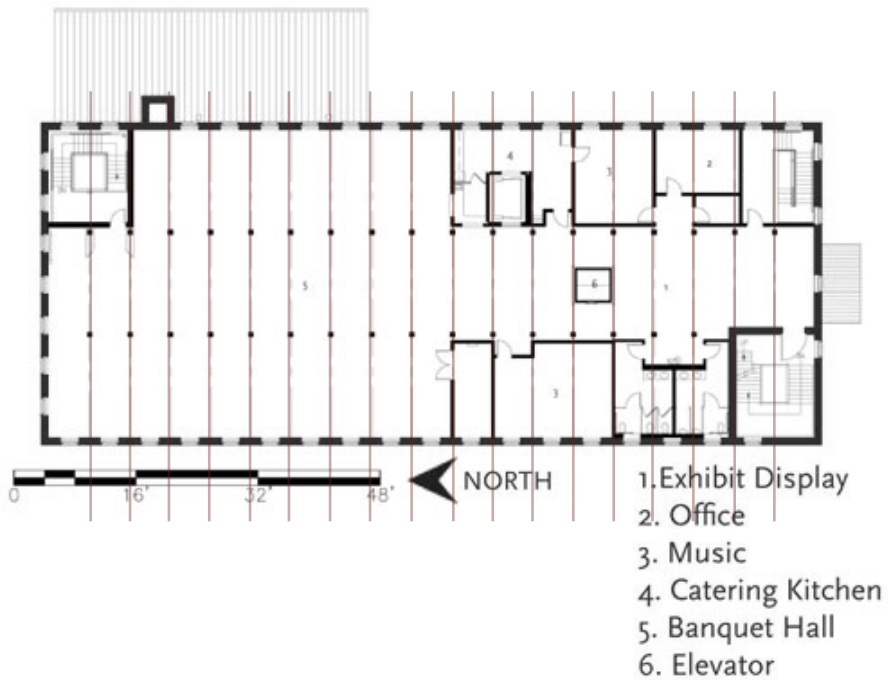 4
3
2
5
6
1
3
0 16' 32' 48'
NORTH
1.Exhibit Display
2. Office
3. Music
4. Catering Kitchen
5. Banquet Hall
6. Elevator